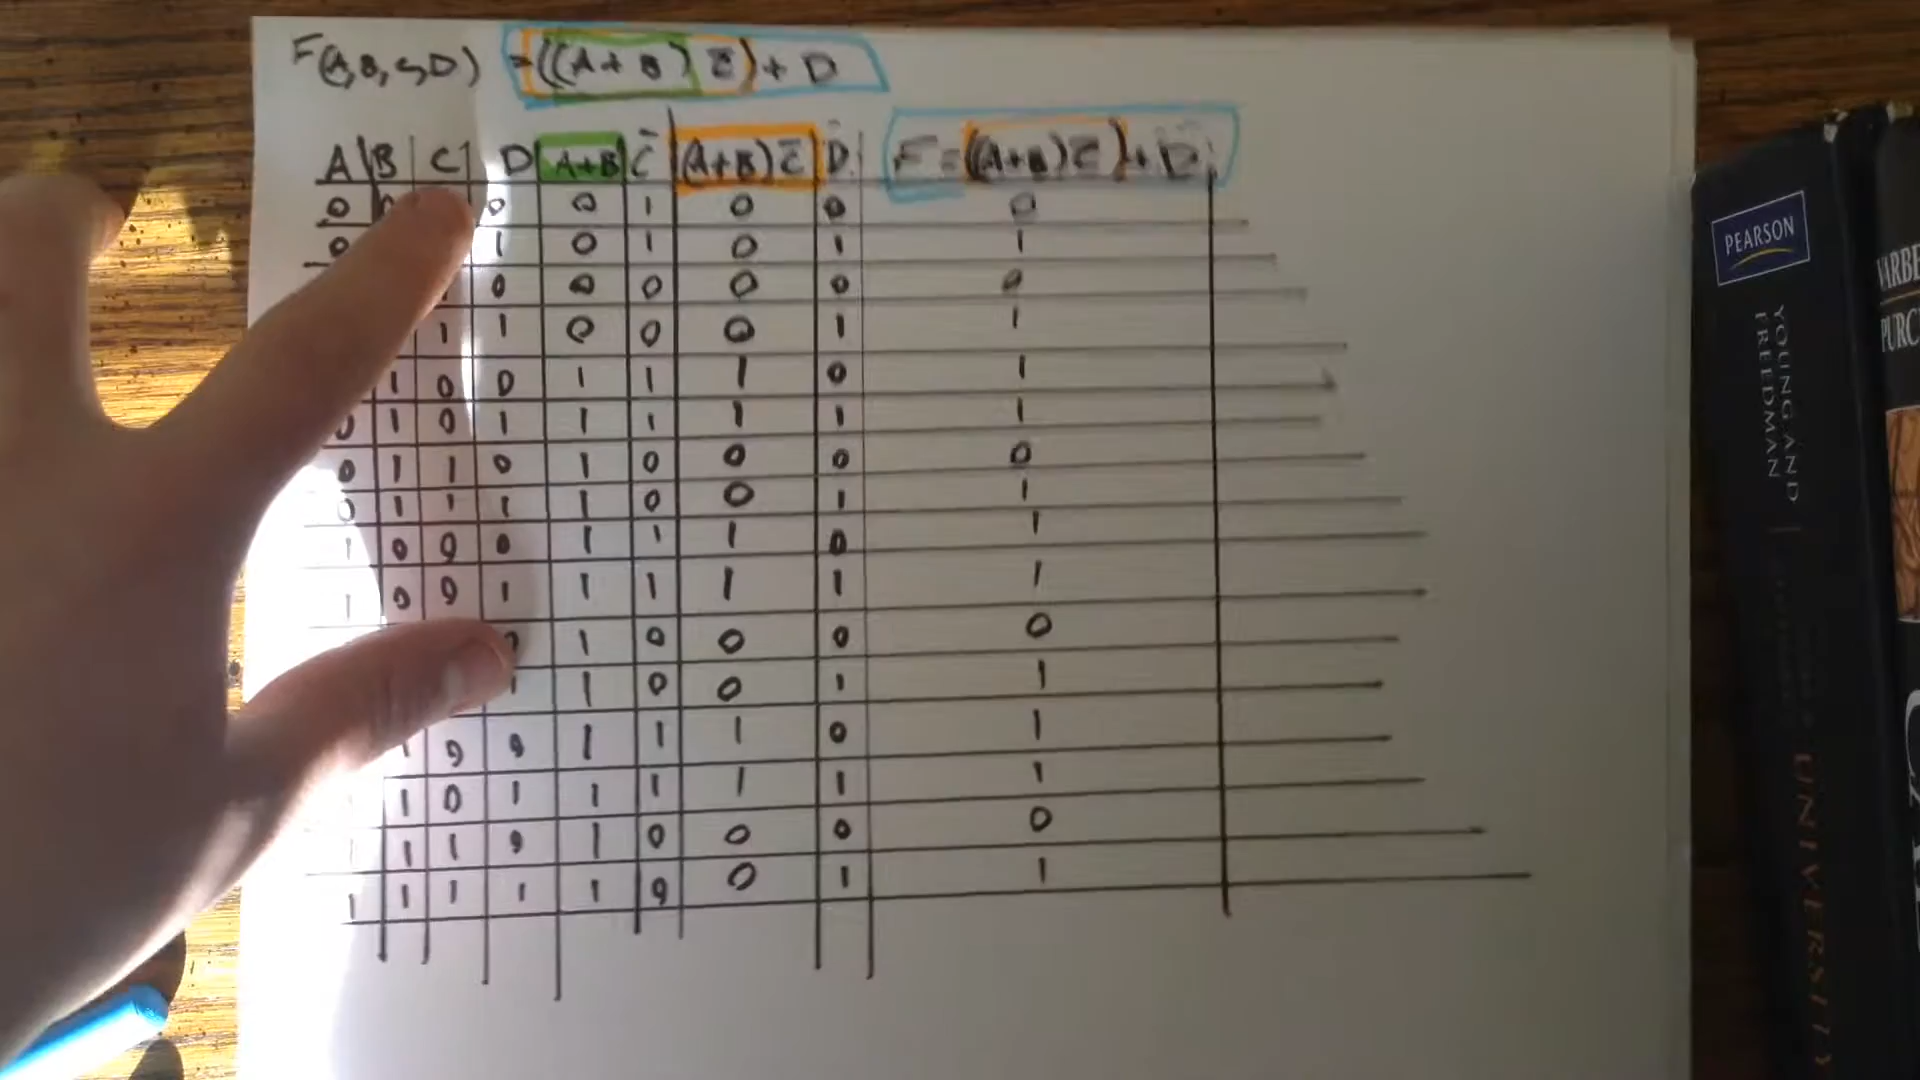 F(A,B,C,D) = ((A+B) C̅) + D
A B C D A+B C̅ (A+B)C̅ D F = ((A+B)C̅)+D
0 0 0 1 0 0 0
0 1 0 1 0 1 1
0 0 0 0 0 0
1 1 0 0 0 1 1
1 0 0 1 1 1 0 1
0 1 0 1 1 1 1 1 1
0 1 1 0 1 0 0 0 0
0 1 1 1 1 0 0 1 1
1 0 0 0 1 1 1 0 1
1 0 0 1 1 1 1 1 1
1 0 0 0 0
1 1 0 0 1 1
1 0 0 1 1 1 0 1
1 0 1 1 1 1 1 1
1 1 1 0 1 0 0 0 0
1 1 1 1 1 0 0 1 1
PEARSON
YOUNG AND
FREEDMAN
UNIVERSITY